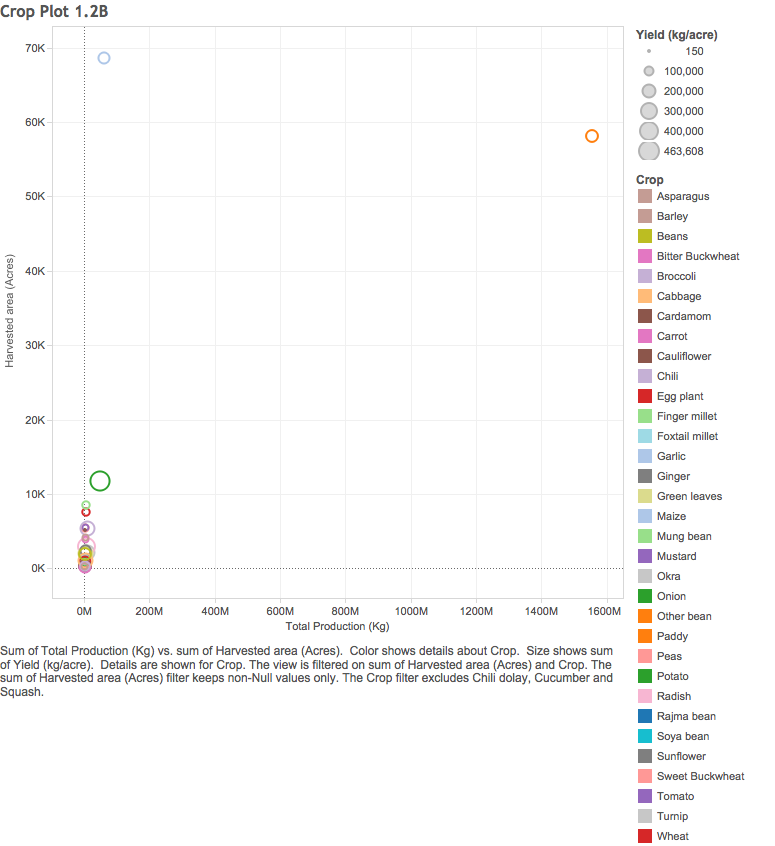 Crop Plot 1.2B
70K
60K
50K
40K
30K
20K
10K
0K
Harvested area (Acres)
0M
200M
400M
600M
800M
1000M
1200M
1400M
1600M
Total Production (Kg)
Sum of Total Production (Kg) vs. sum of Harvested area (Acres).  Color shows details about Crop.  Size shows sum
of Yield (kg/acre).  Details are shown for Crop. The view is filtered on sum of Harvested area (Acres) and Crop. The
sum of Harvested area (Acres) filter keeps non-Null values only. The Crop filter excludes Chili dolay, Cucumber and
Squash.
Yield (kg/acre)
150
100,000
200,000
300,000
400,000
463,608
Crop
Asparagus
Barley
Beans
Bitter Buckwheat
Broccoli
Cabbage
Cardamom
Carrot
Cauliflower
Chili
Egg plant
Finger millet
Foxtail millet
Garlic
Ginger
Green leaves
Maize
Mung bean
Mustard
Okra
Onion
Other bean
Paddy
Peas
Potato
Radish
Rajma bean
Soya bean
Sunflower
Sweet Buckwheat
Tomato
Turnip
Wheat